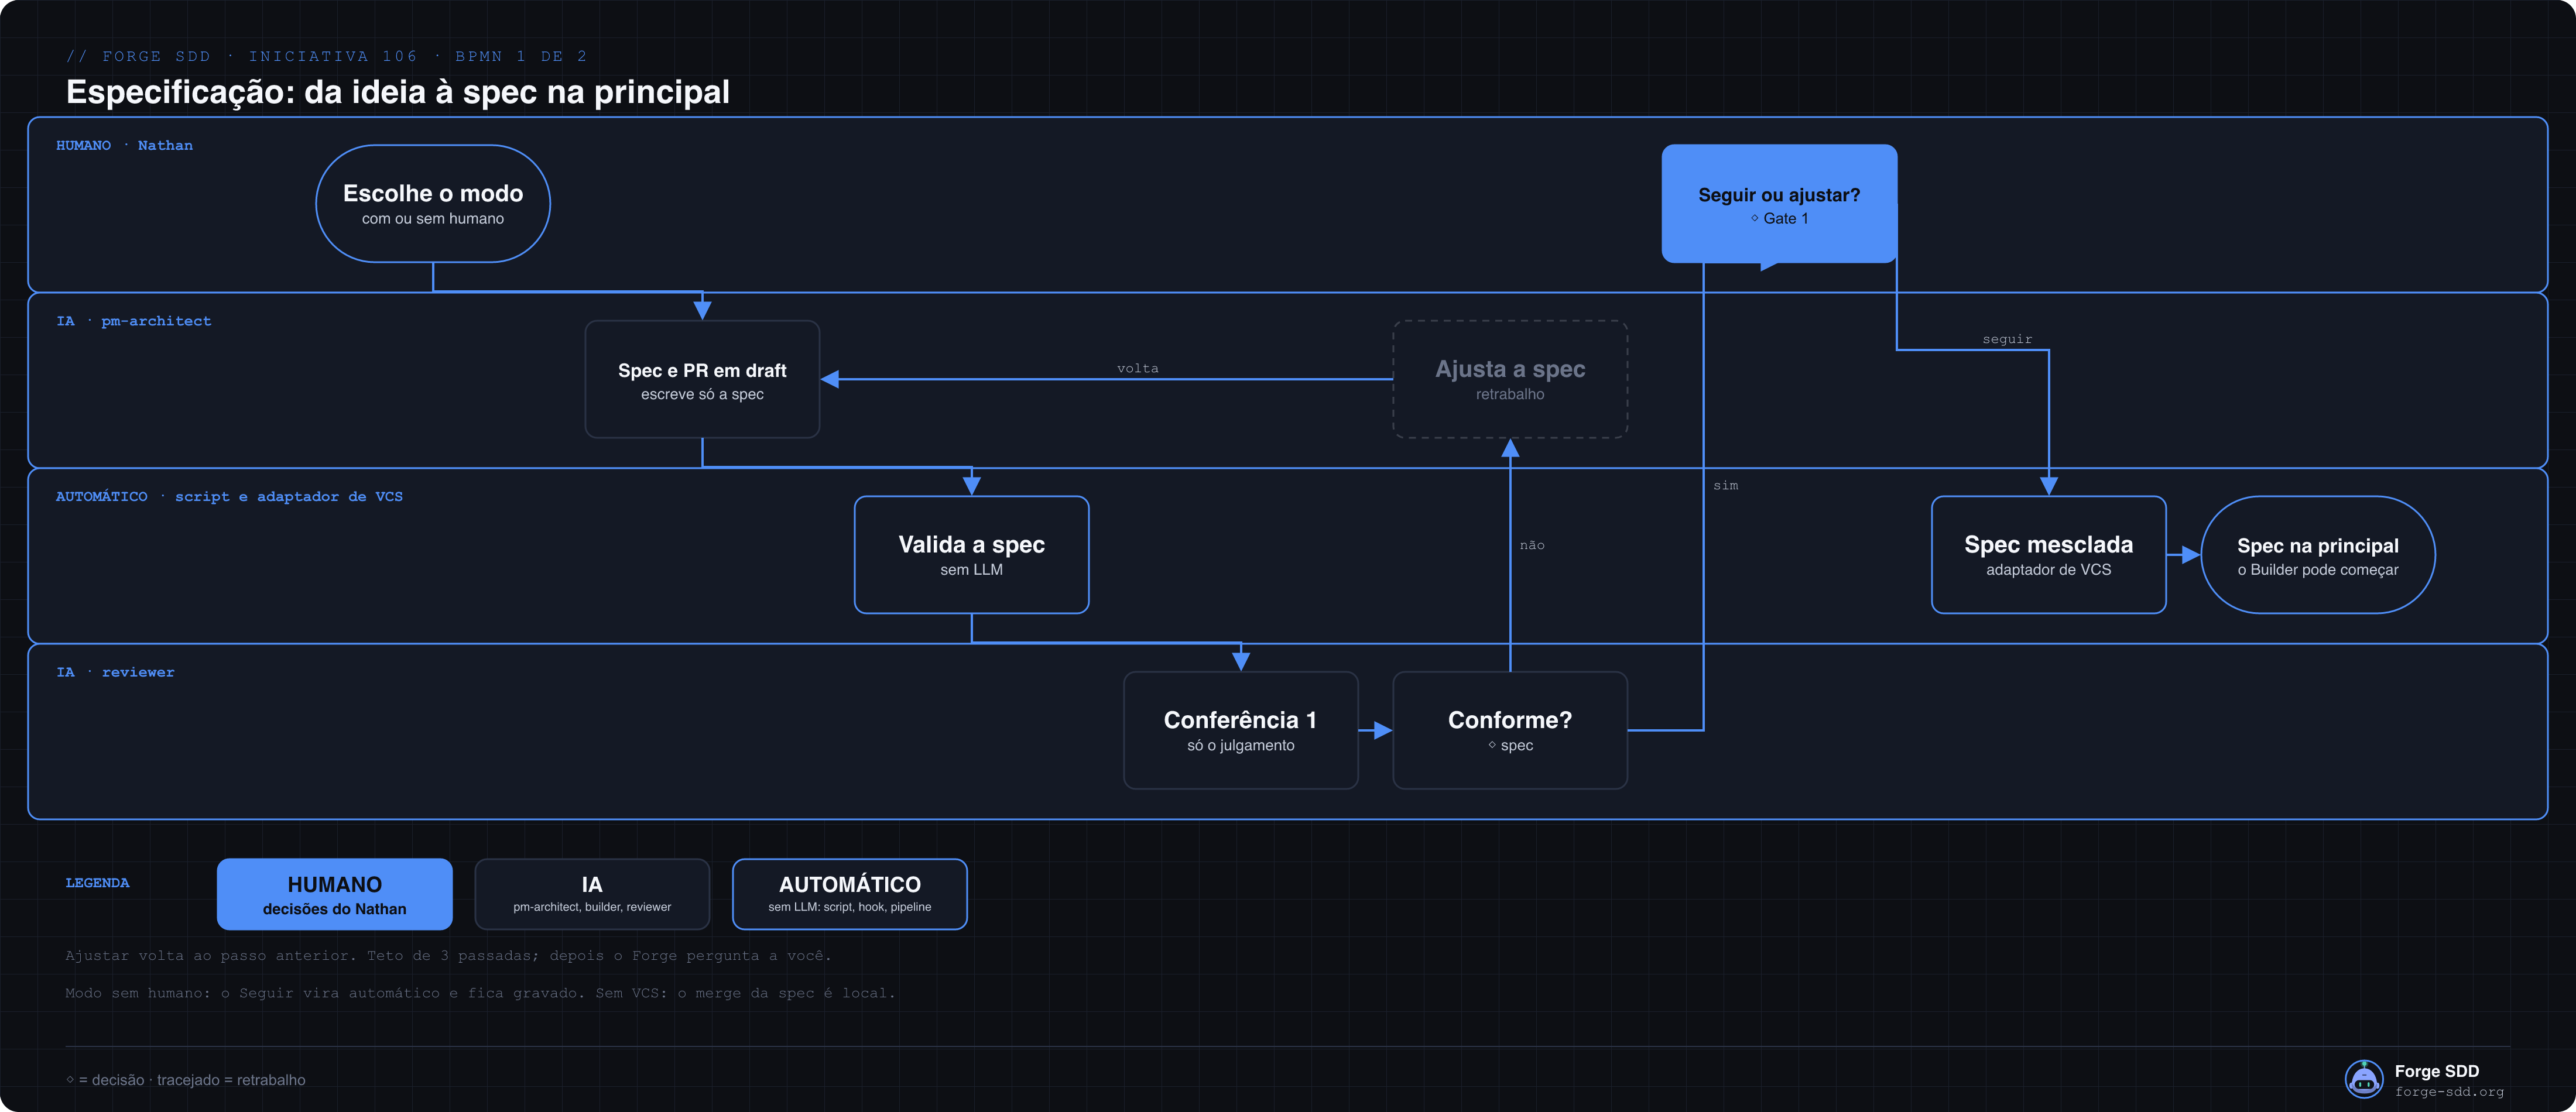 // FORGE SDD · INICIATIVA 106 · BPMN 1 DE 2
Especificação: da ideia à spec na principal
HUMANO · Nathan
Escolhe o modo
com ou sem humano
Seguir ou ajustar?
◇ Gate 1
IA · pm-architect
Spec e PR em draft
escreve só a spec
volta
Ajusta a spec
retrabalho
seguir
AUTOMÁTICO · script e adaptador de VCS
Valida a spec
sem LLM
não
sim
Spec mesclada
adaptador de VCS
Spec na principal
o Builder pode começar
IA · reviewer
Conferência 1
só o julgamento
Conforme?
◇ spec
LEGENDA
HUMANO
decisões do Nathan
IA
pm-architect, builder, reviewer
AUTOMÁTICO
sem LLM: script, hook, pipeline
Ajustar volta ao passo anterior. Teto de 3 passadas; depois o Forge pergunta a você.
Modo sem humano: o Seguir vira automático e fica gravado. Sem VCS: o merge da spec é local.
◇ = decisão · tracejado = retrabalho
Forge SDD
forge-sdd.org